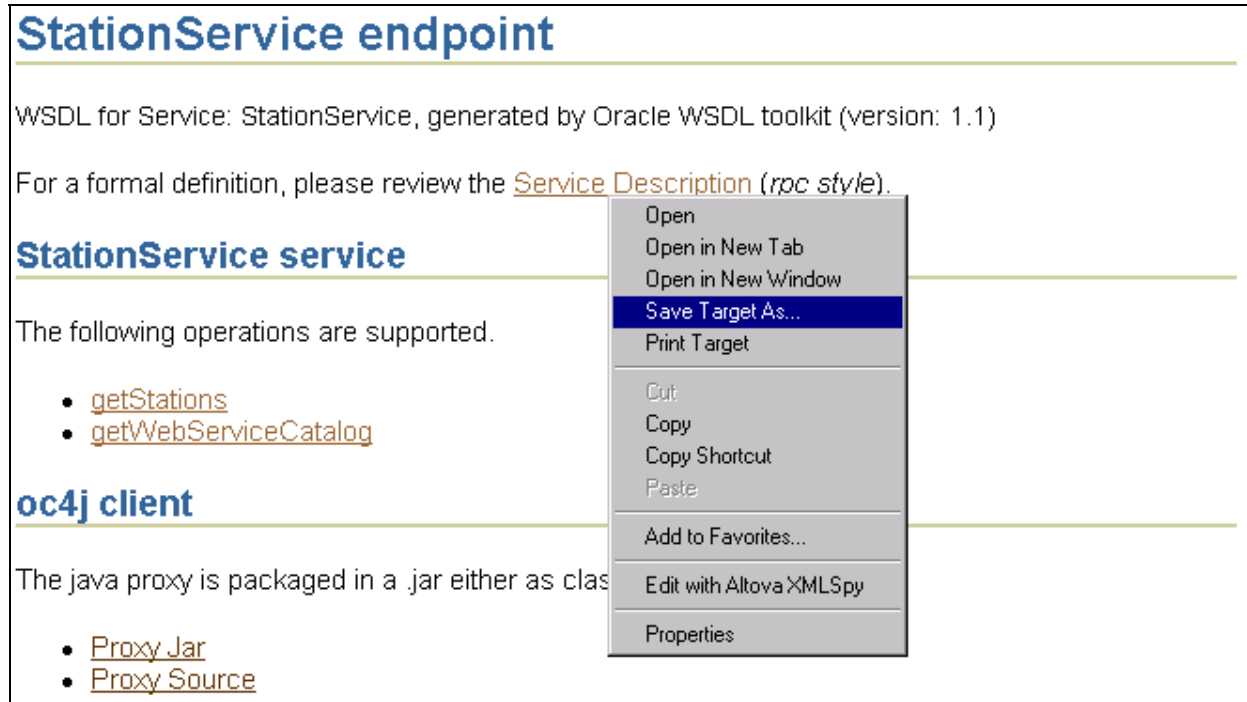 StationService endpoint
WSDL for Service: StationService, generated by Oracle WSDL toolkit (version: 1.1)
For a formal definition, please review the Service Description (rpc style).
Open
Open in New Tab
Open in New Window
Save Target As...
Print Target
Cut
Copy
Copy Shortcut
Paste
Add to Favorites...
Edit with Altova XMLSpy
Properties
StationService service
The following operations are supported.
• getStations
• getWebServiceCatalog
oc4j client
The java proxy is packaged in a .jar either as clas
• Proxy Jar
• Proxy Source